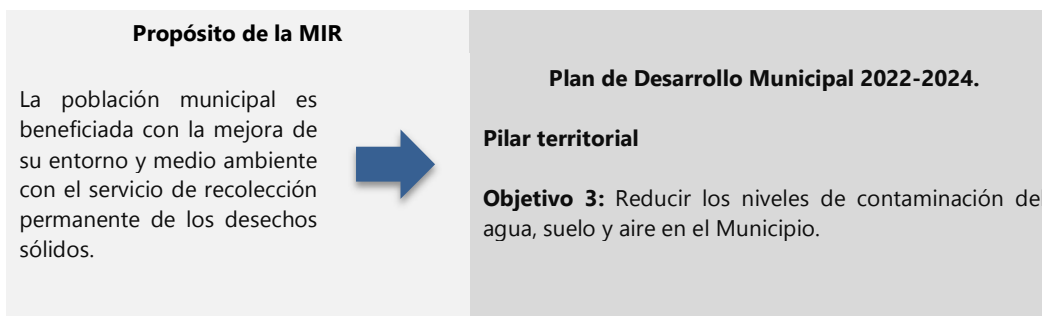 Propósito de la MIR
La población municipal es
beneficiada con la mejora de
su entorno y medio ambiente
con el servicio de recolección
permanente de los desechos
sólidos.
Plan de Desarrollo Municipal 2022-2024.
Pilar territorial
Objetivo 3: Reducir los niveles de contaminación de
agua, suelo y aire en el Municipio.